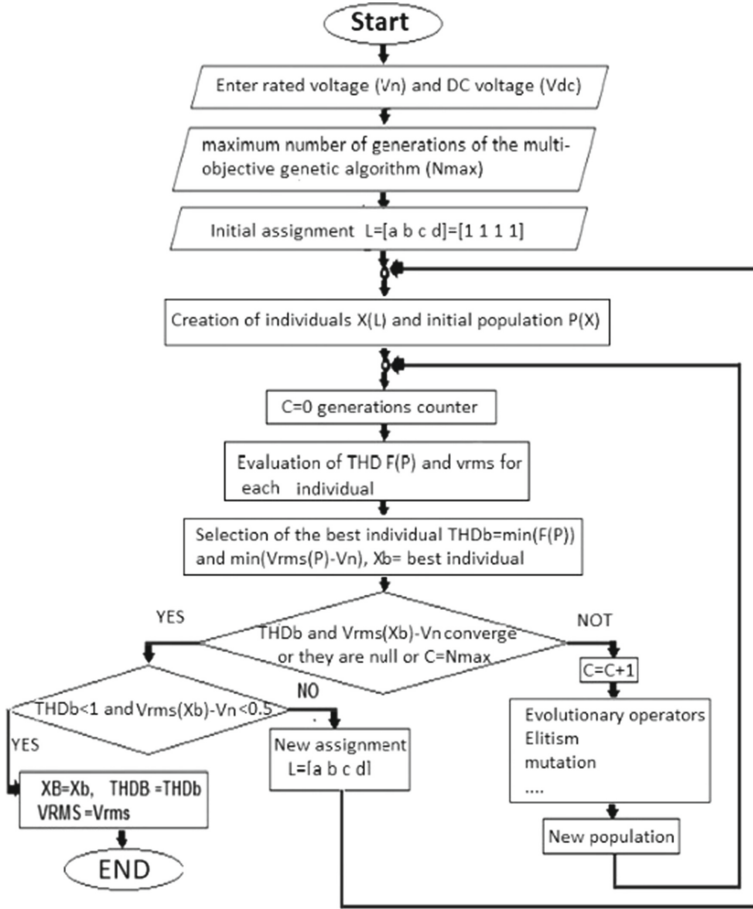 Start
Enter rated voltage (Vn) and DC voltage (Vdc)
maximum number of generations of the multi-
objective genetic algorithm (Nmax)
Initial assignment L=[a b c d]=[1 1 1 1]
Creation of individuals X(L) and initial population P(X)
C=0 generations counter
Evaluation of THD F(P) and vrms for
each individual
Selection of the best individual THDb=min(F(P))
and min(Vrms(P)-Vn), Xb= best individual
YES
THDb and Vrms(Xb)-Vn converge
or they are null or C=Nmax
NOT
C=C+1
THDb<1 and Vrms(Xb)-Vn<0.5
NO
YES
New assignment
L=[a b c d]
Evolutionary operators
Elitism
mutation
....
XB=Xb, THDB =THDb
VRMS =Vrms
New population
END